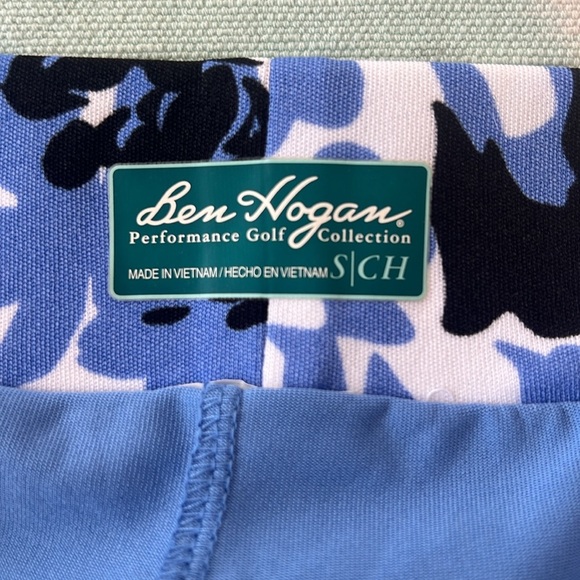 Ben Hogan®
Performance Golf Collection
MADE IN VIETNAM / HECHO EN VIETNAM S|CH